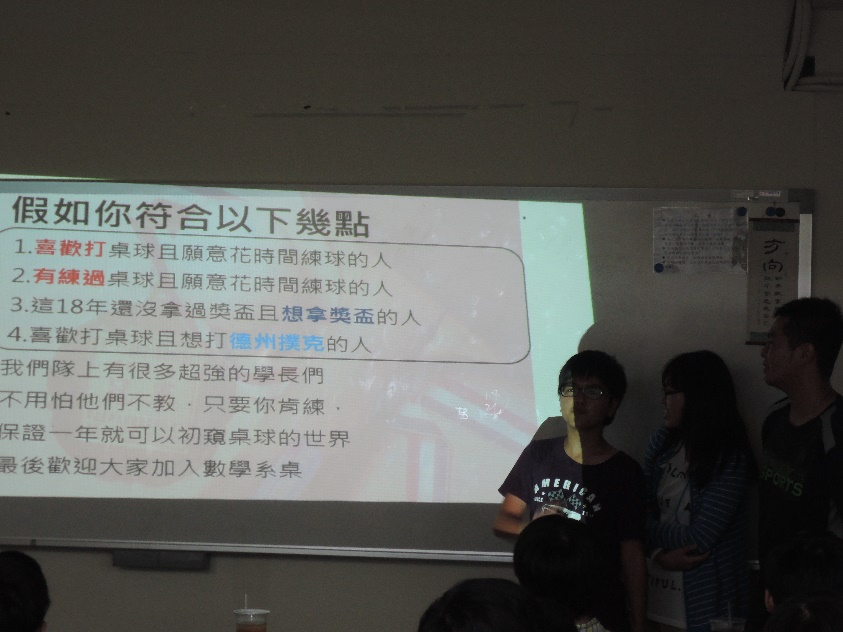 假如你符合以下幾點
1.喜歡打桌球且願意花時間練球的人
2.有練過桌球且願意花時間練球的人
3.這18年還沒拿過獎盃且想拿獎盃的人
4.喜歡打桌球且想打德州撲克的人
我們隊上有很多超強的學長們
不用怕他們不教，只要你肯練，
保證一年就可以初窺桌球的世界
最後歡迎大家加入數學系桌
方向
AMERICAN
SPORTS